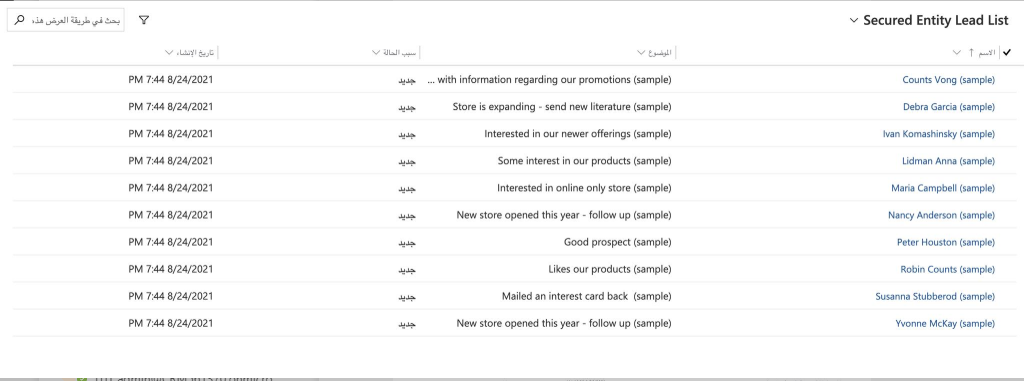 Secured Entity Lead List
بحث في طريقة العرض هذه
الاسم ↑ الموضوع سبب الحالة تاريخ الإنشاء
Counts Vong (sample) ... with information regarding our promotions (sample) جديد PM 7:44 8/24/2021
Debra Garcia (sample) Store is expanding - send new literature (sample) جديد PM 7:44 8/24/2021
Ivan Komashinsky (sample) Interested in our newer offerings (sample) جديد PM 7:44 8/24/2021
Lidman Anna (sample) Some interest in our products (sample) جديد PM 7:44 8/24/2021
Maria Campbell (sample) Interested in online only store (sample) جديد PM 7:44 8/24/2021
Nancy Anderson (sample) New store opened this year - follow up (sample) جديد PM 7:44 8/24/2021
Peter Houston (sample) Good prospect (sample) جديد PM 7:44 8/24/2021
Robin Counts (sample) Likes our products (sample) جديد PM 7:44 8/24/2021
Susanna Stubberod (sample) Mailed an interest card back (sample) جديد PM 7:44 8/24/2021
Yvonne McKay (sample) New store opened this year - follow up (sample) جديد PM 7:44 8/24/2021